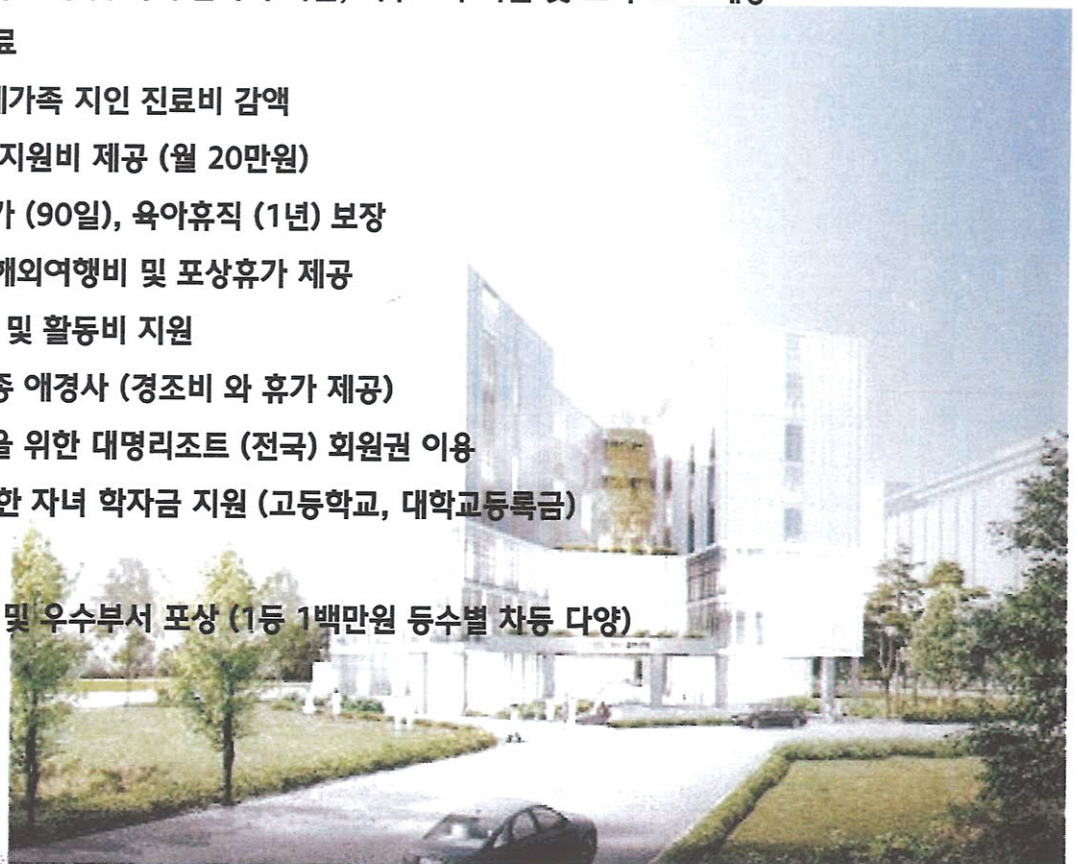 료
가족 지인 진료비 감액
지원비 제공 (월 20만원)
(90일), 육아휴직 (1년) 보장
해외여행비 및 포상휴가 제공
및 활동비 지원
애경사 (경조비 와 휴가 제공)
위한 대명리조트 (전국) 회원권 이용
한 자녀 학자금 지원 (고등학교, 대학교등록금)
및 우수부서 포상 (1등 1백만원 등수별 차등 다양)